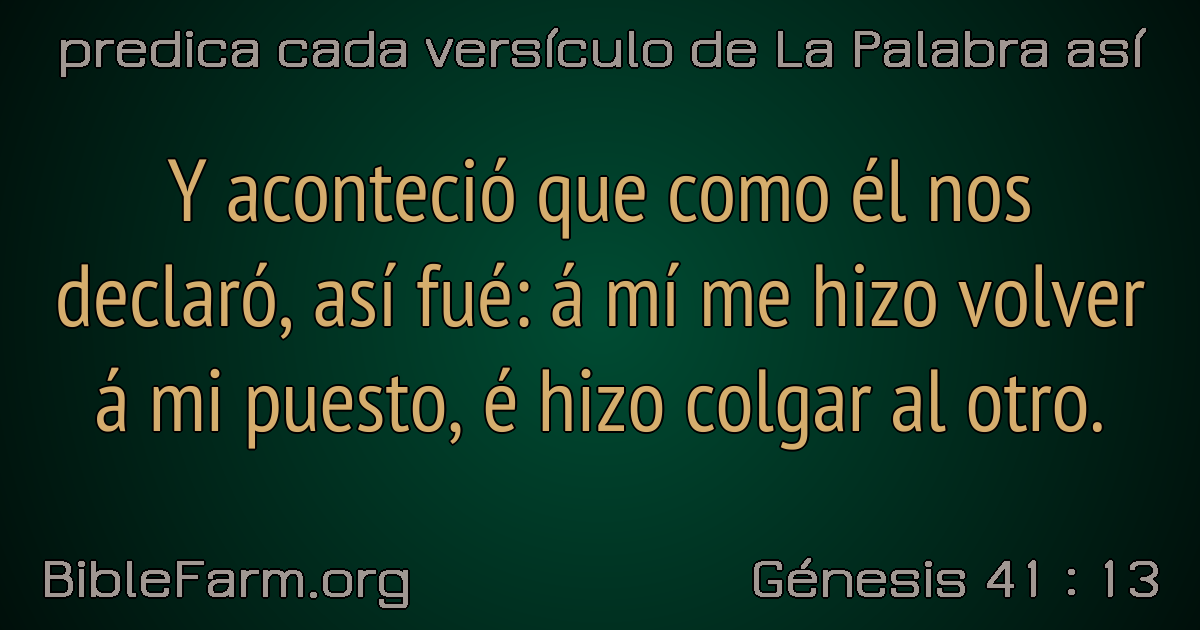 predica cada versículo de La Palabra así
Y aconteció que como él nos
declaró, así fué: á mí me hizo volver
á mi puesto, é hizo colgar al otro.
BibleFarm.org
Génesis 41 : 13